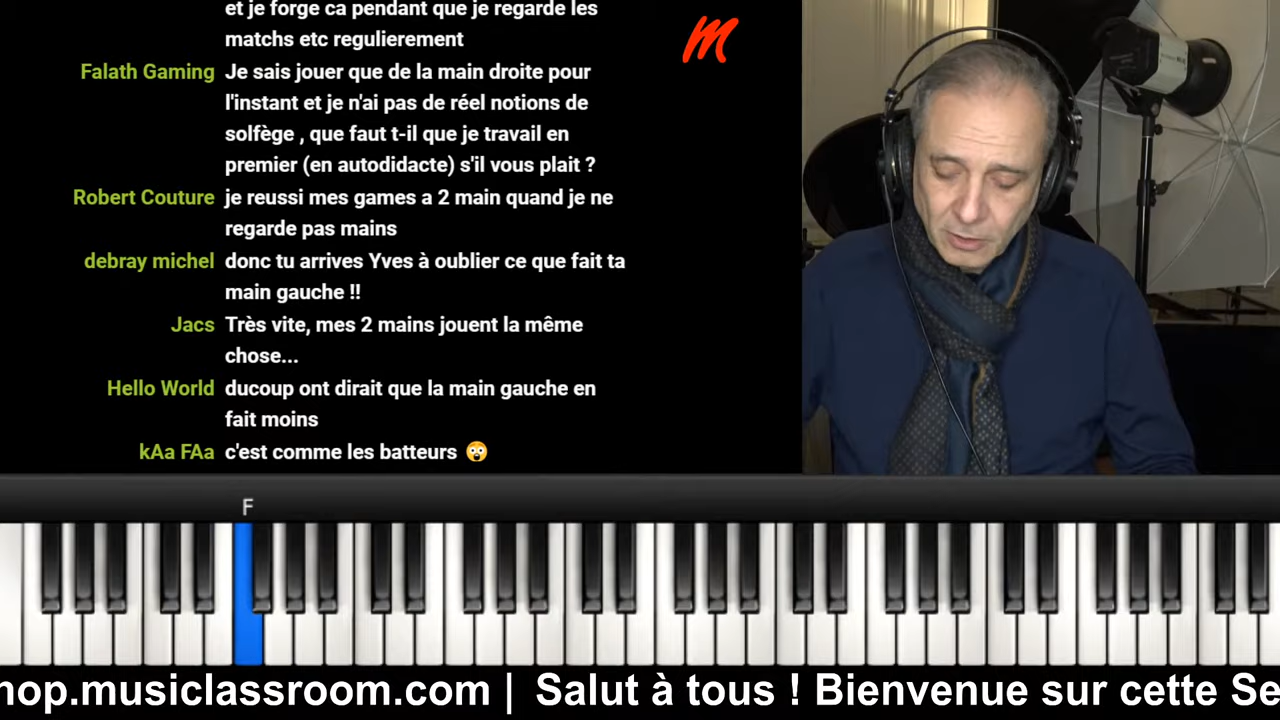 et je forge ca pendant que je regarde les
matchs etc regulierement
m
Falath Gaming Je sais jouer que de la main droite pour
l'instant et je n'ai pas de réel notions de
solfège , que faut t-il que je travail en
premier (en autodidacte) s'il vous plait ?
Robert Couture je reussi mes games a 2 main quand je ne
regarde pas mains
debray michel donc tu arrives Yves à oublier ce que fait ta
main gauche !!
Jacs Très vite, mes 2 mains jouent la même
chose...
Hello World ducoup ont dirait que la main gauche en
fait moins
kAa FAa c'est comme les batteurs 😲
F
hop.musiclassroom.com | Salut à tous ! Bienvenue sur cette Se